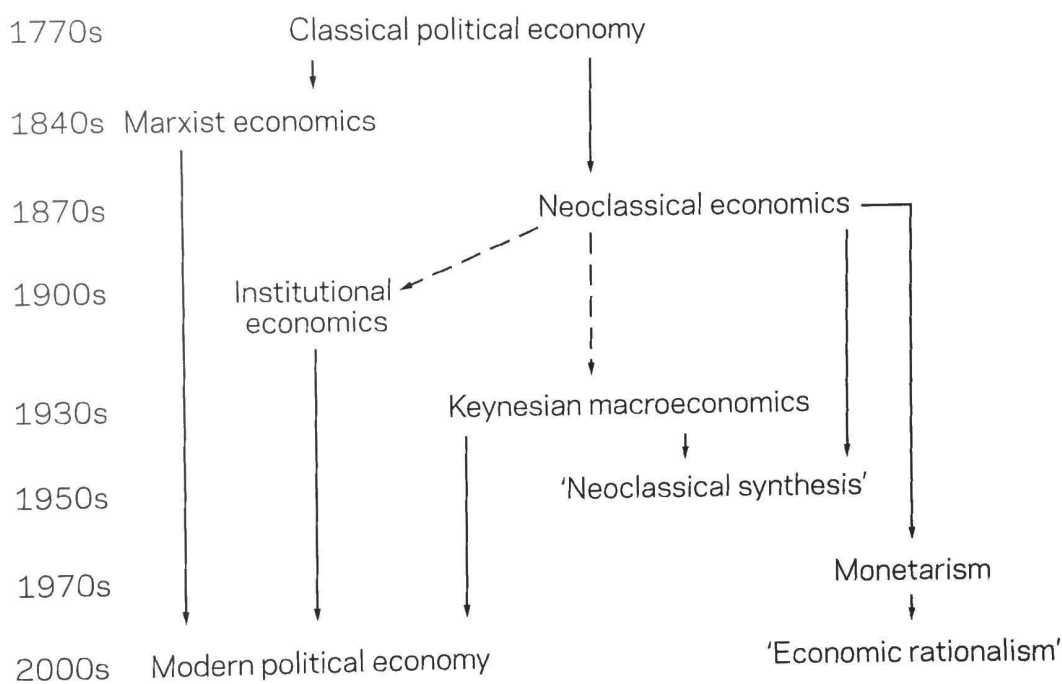 1770s Classical political economy
1840s Marxist economics
1870s Neoclassical economics
1900s Institutional
economics
1930s Keynesian macroeconomics
1950s 'Neoclassical synthesis'
Monetarism
1970s
'Economic rationalism'
2000s Modern political economy